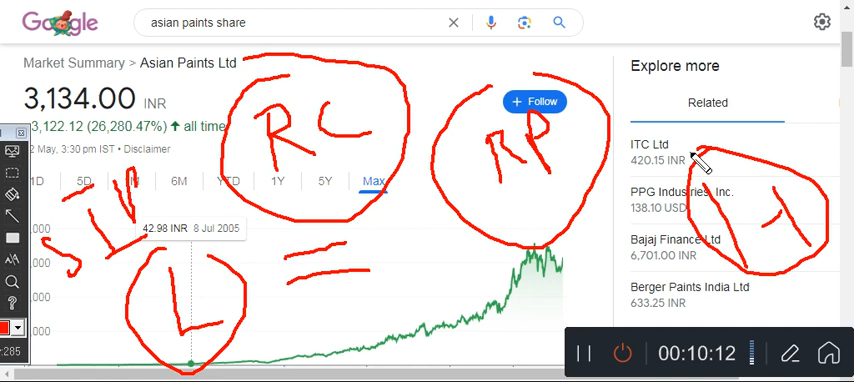 Google
asian paints share
Market Summary > Asian Paints Ltd
3,134.00 INR
3,122.12 (26,280.47%) ↑ all time
May, 3:30 pm IST • Disclaimer
+ Follow
1D 5D 6M YTD 1Y 5Y Max
42.98 INR 8 Jul 2005
RC
RP
L
Explore more
Related
ITC Ltd
420.15 INR
PPG Industries, Inc.
138.10 USD
Bajaj Finance Ltd
6,701.00 INR
Berger Paints India Ltd
633.25 INR
00:10:12